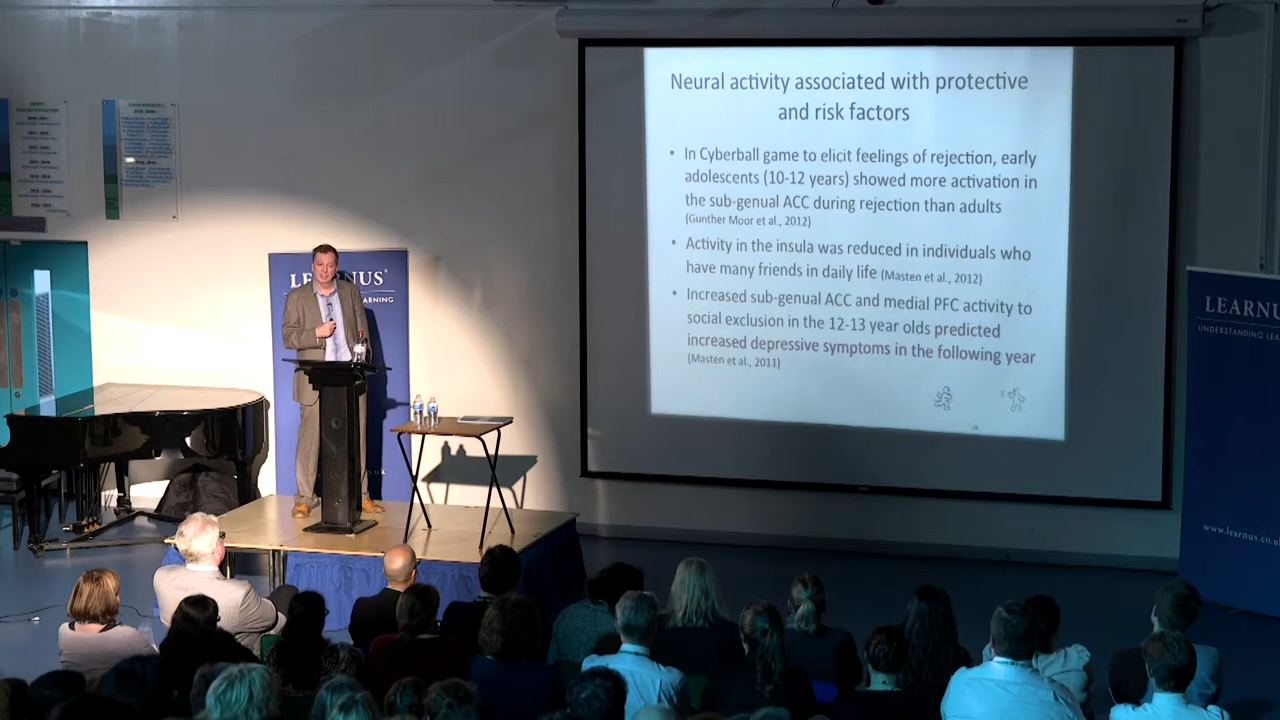 Neural activity associated with protective
and risk factors
• In Cyberball game to elicit feelings of rejection, early
adolescents (10-12 years) showed more activation in
the sub-genual ACC during rejection than adults
(Gunther Moor et al., 2012)
• Activity in the insula was reduced in individuals who
have many friends in daily life (Masten et al., 2012)
• Increased sub-genual ACC and medial PFC activity to
social exclusion in the 12-13 year olds predicted
increased depressive symptoms in the following year
(Masten et al., 2011)
LEARNUS
ARNING
.co.uk
LEARNU
UNDERSTANDING LEA
www.learnus.co.u